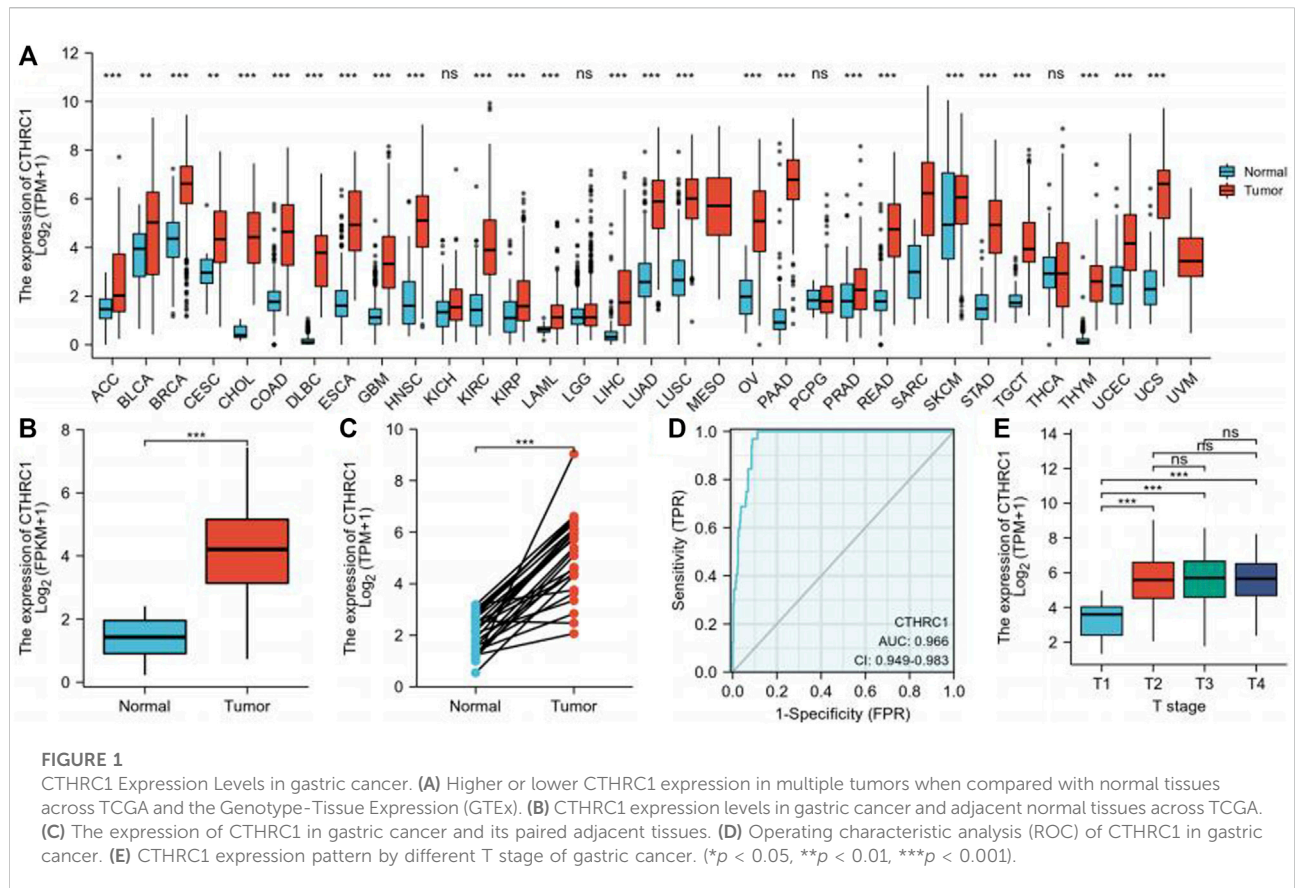 A
The expression of CTHRC1
Log2 (TPM+1)
12
10
8
6
4
2
0
*** ** *** ** *** *** *** *** *** *** ns *** *** *** ns *** *** *** *** *** ns *** *** *** *** *** ns *** *** ***
Normal
Tumor
ACC BLCA BRCA CESC CHOL COAD DLBC ESCA GBM HNSC KICH KIRC KIRP LAML LGG LIHC LUAD LUSC MESO OV PAAD PCPG PRAD READ SARC SKCM STAD TGCT THCA THYM UCEC UCS UVM
B
The expression of CTHRC1
Log2 (FPKM+1)
8
6
4
2
0
***
Normal Tumor
C
The expression of CTHRC1
Log2 (TPM+1)
10
8
6
4
2
0
***
Normal Tumor
D
Sensitivity (TPR)
1.0
0.8
0.6
0.4
0.2
0.0
CTHRC1
AUC: 0.966
CI: 0.949-0.983
0.0 0.2 0.4 0.6 0.8 1.0
1-Specificity (FPR)
E
The expression of CTHRC1
Log2 (TPM+1)
14
12
10
8
6
4
2
ns
ns
ns
***
***
***
T1 T2 T3 T4
T stage
FIGURE 1
CTHRC1 Expression Levels in gastric cancer. (A) Higher or lower CTHRC1 expression in multiple tumors when compared with normal tissues
across TCGA and the Genotype-Tissue Expression (GTEx). (B) CTHRC1 expression levels in gastric cancer and adjacent normal tissues across TCGA.
(C) The expression of CTHRC1 in gastric cancer and its paired adjacent tissues. (D) Operating characteristic analysis (ROC) of CTHRC1 in gastric
cancer. (E) CTHRC1 expression pattern by different T stage of gastric cancer. (*p < 0.05, **p < 0.01, ***p < 0.001).